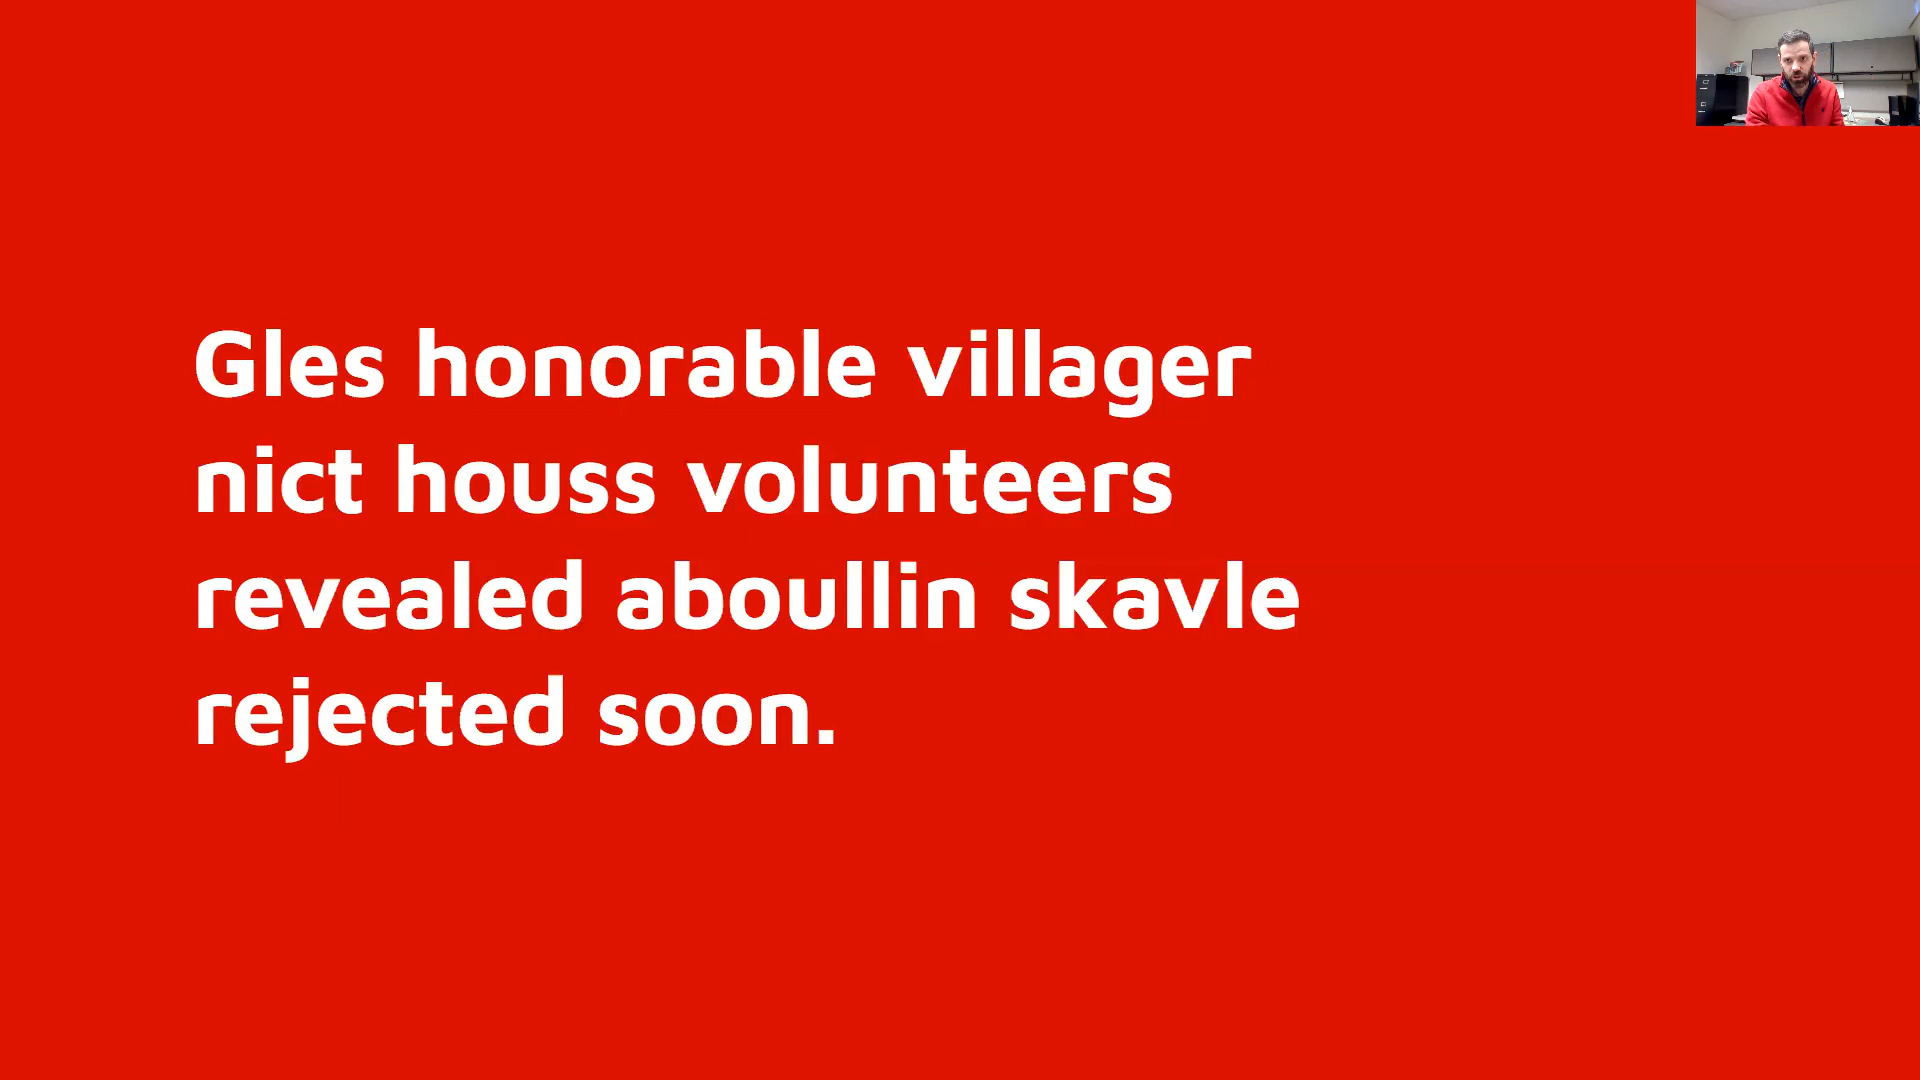 Gles honorable villager
nict houss volunteers
revealed aboullin skavle
rejected soon.